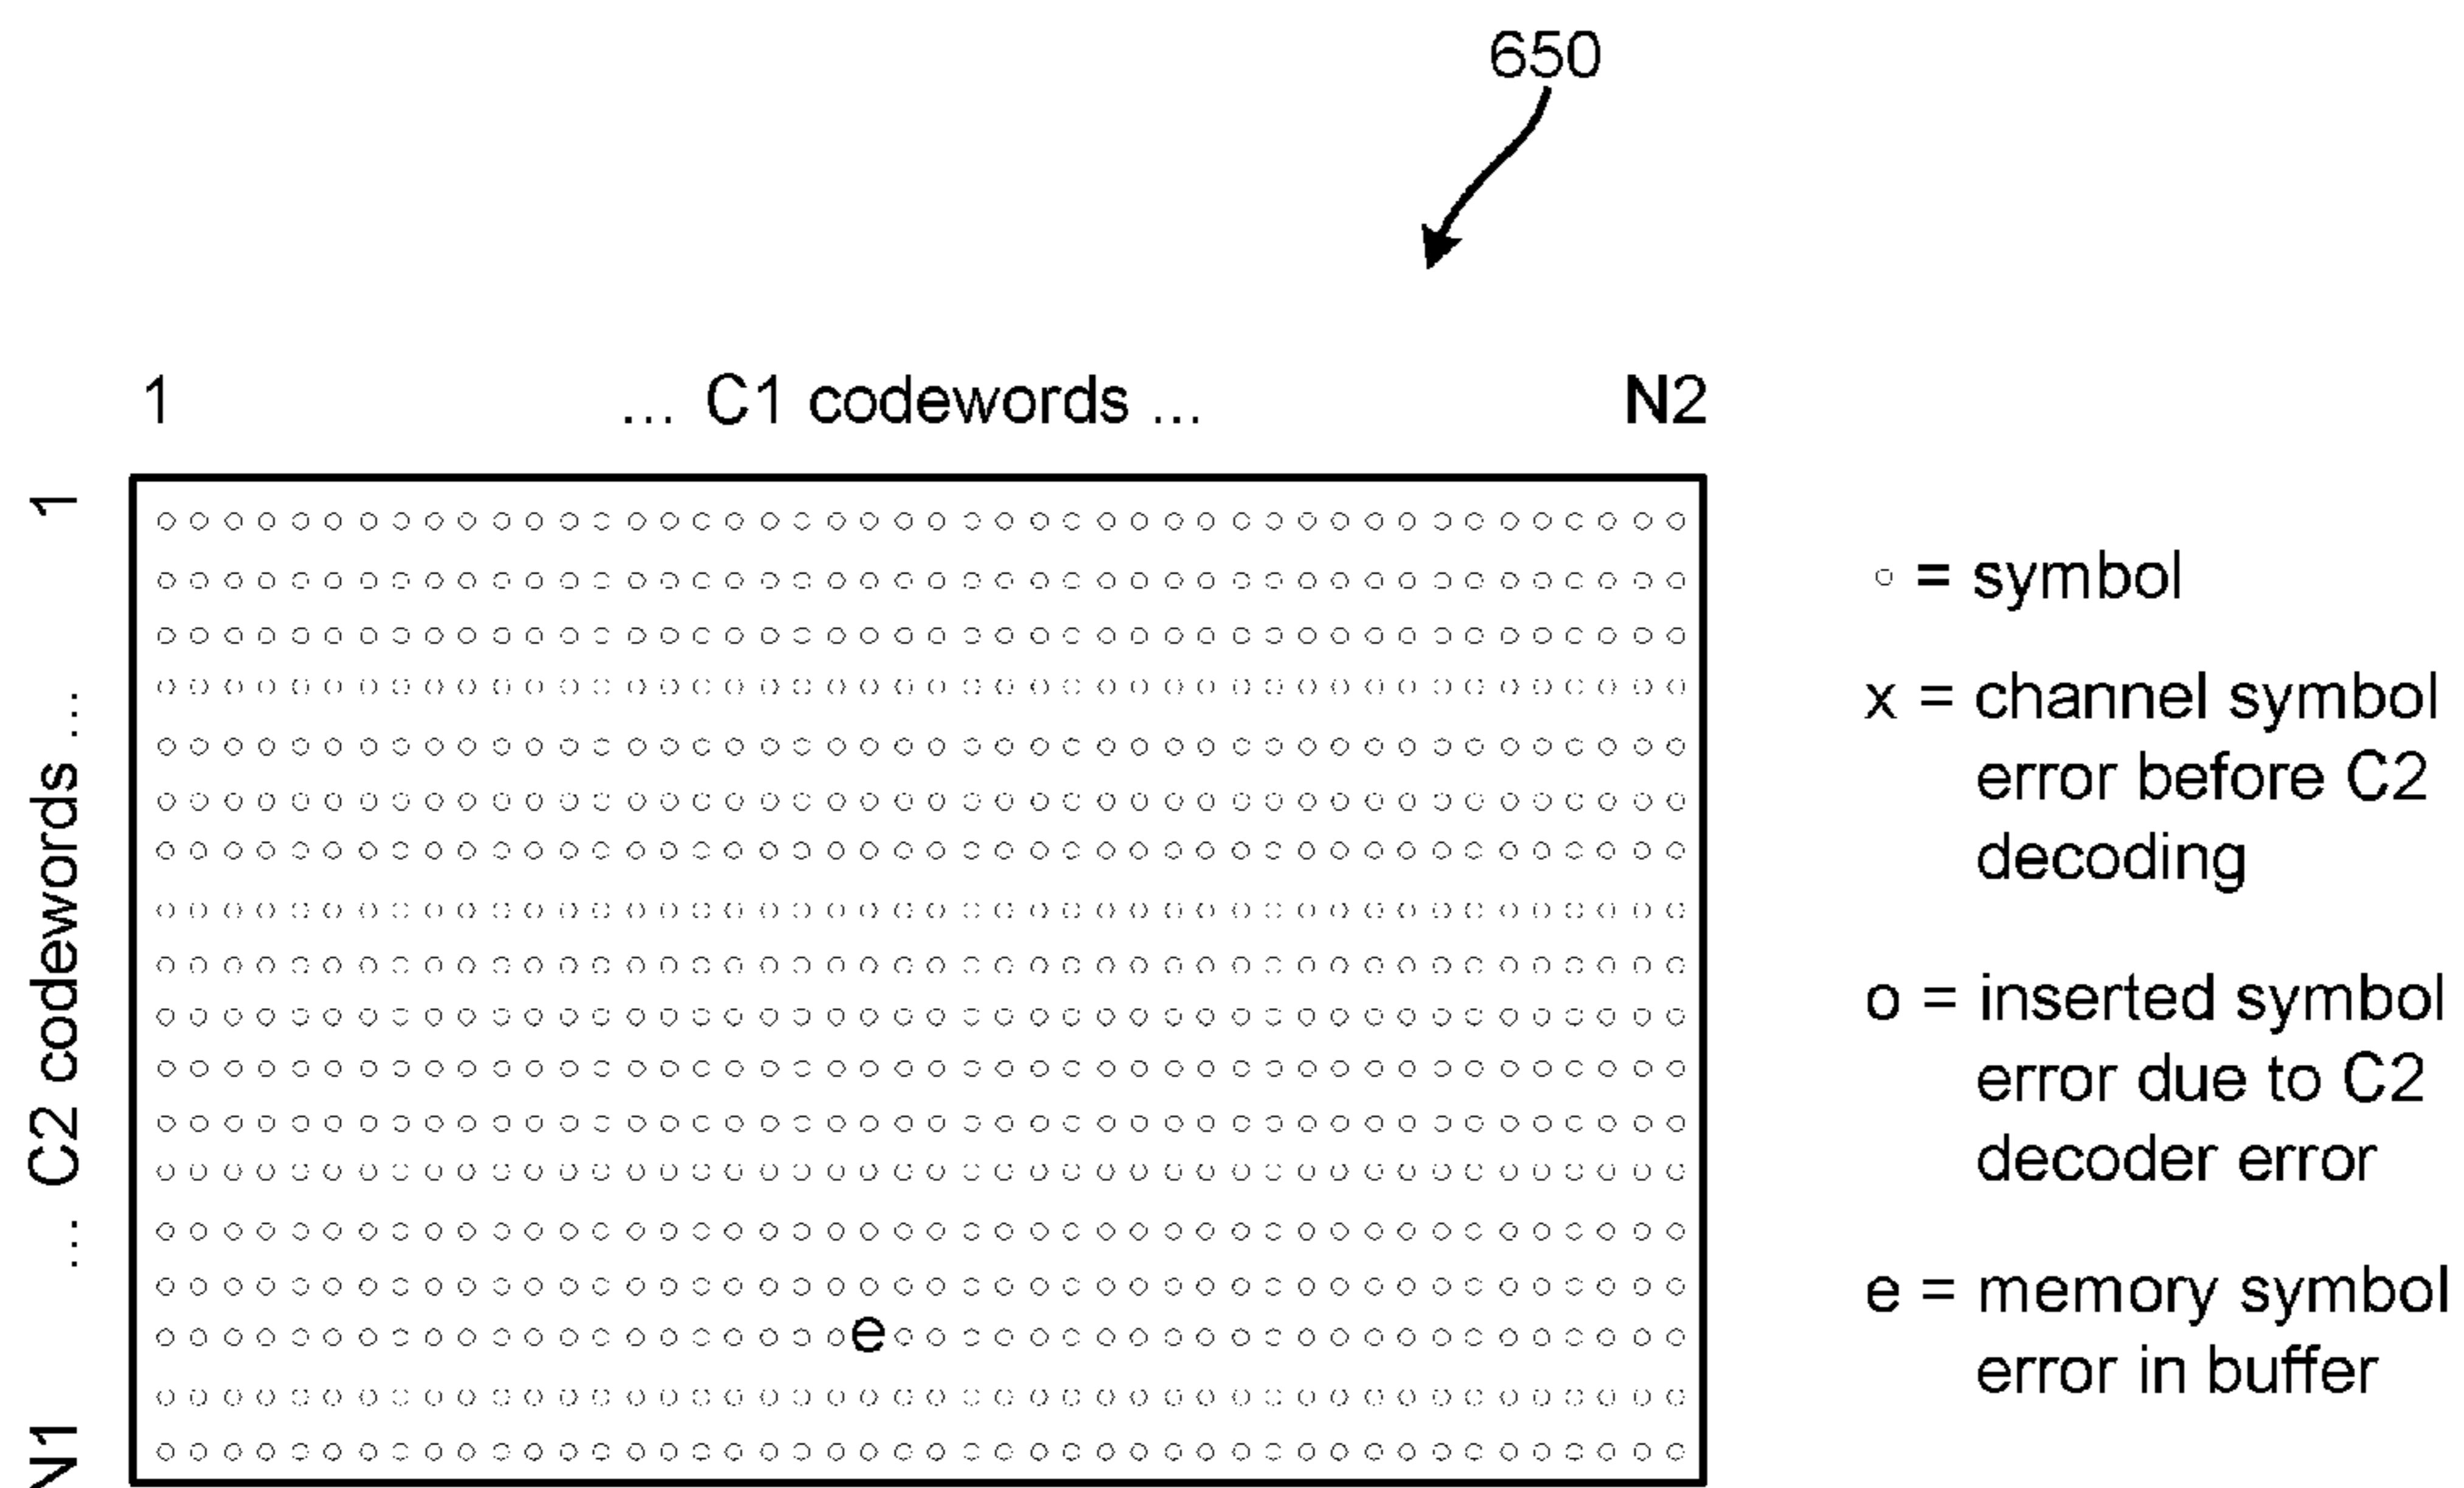 650
1 ... C1 codewords ... N2
1
... C2 codewords ...
N1
e
○ = symbol
x = channel symbol
error before C2
decoding
o = inserted symbol
error due to C2
decoder error
e = memory symbol
error in buffer